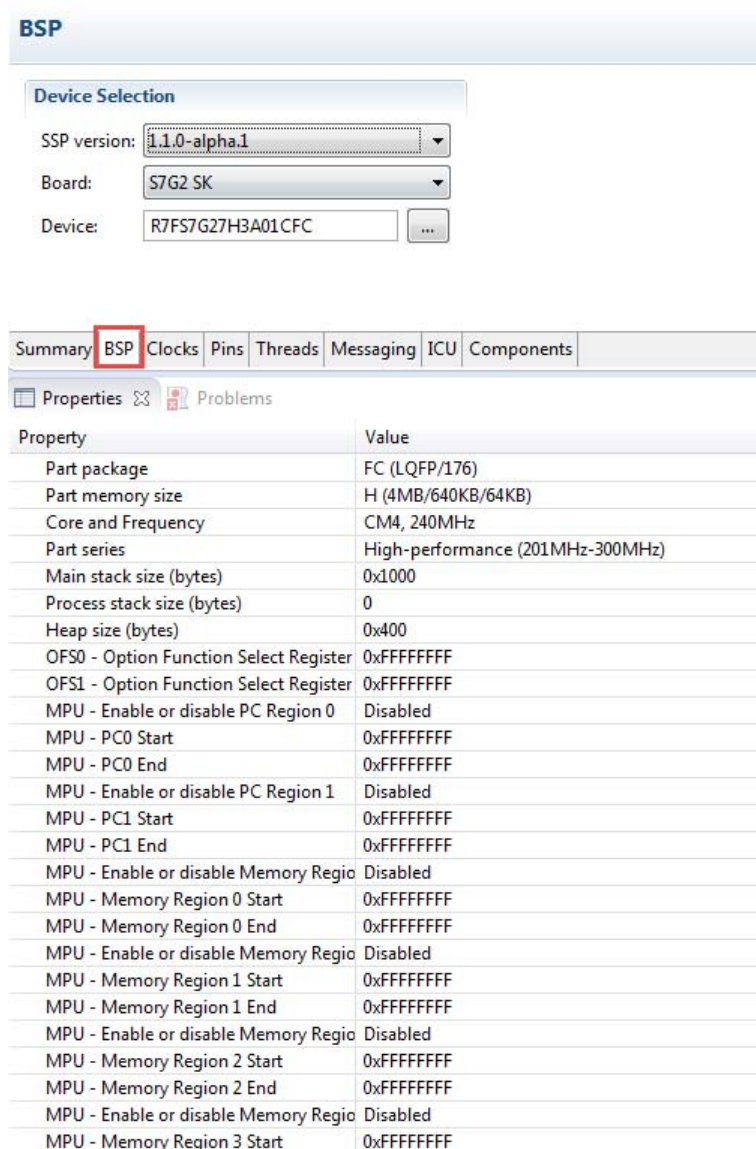 BSP
Device Selection
SSP version: 1.1.0-alpha.1
Board: S7G2 SK
Device: R7FS7G27H3A01CFC ...
Summary BSP Clocks Pins Threads Messaging ICU Components
Properties Problems
Property Value
Part package FC (LQFP/176)
Part memory size H (4MB/640KB/64KB)
Core and Frequency CM4, 240MHz
Part series High-performance (201MHz-300MHz)
Main stack size (bytes) 0x1000
Process stack size (bytes) 0
Heap size (bytes) 0x400
OFS0 - Option Function Select Register 0xFFFFFFFF
OFS1 - Option Function Select Register 0xFFFFFFFF
MPU - Enable or disable PC Region 0 Disabled
MPU - PC0 Start 0xFFFFFFFF
MPU - PC0 End 0xFFFFFFFF
MPU - Enable or disable PC Region 1 Disabled
MPU - PC1 Start 0xFFFFFFFF
MPU - PC1 End 0xFFFFFFFF
MPU - Enable or disable Memory Regio Disabled
MPU - Memory Region 0 Start 0xFFFFFFFF
MPU - Memory Region 0 End 0xFFFFFFFF
MPU - Enable or disable Memory Regio Disabled
MPU - Memory Region 1 Start 0xFFFFFFFF
MPU - Memory Region 1 End 0xFFFFFFFF
MPU - Enable or disable Memory Regio Disabled
MPU - Memory Region 2 Start 0xFFFFFFFF
MPU - Memory Region 2 End 0xFFFFFFFF
MPU - Enable or disable Memory Regio Disabled
MPU - Memory Region 3 Start 0xFFFFFFFF